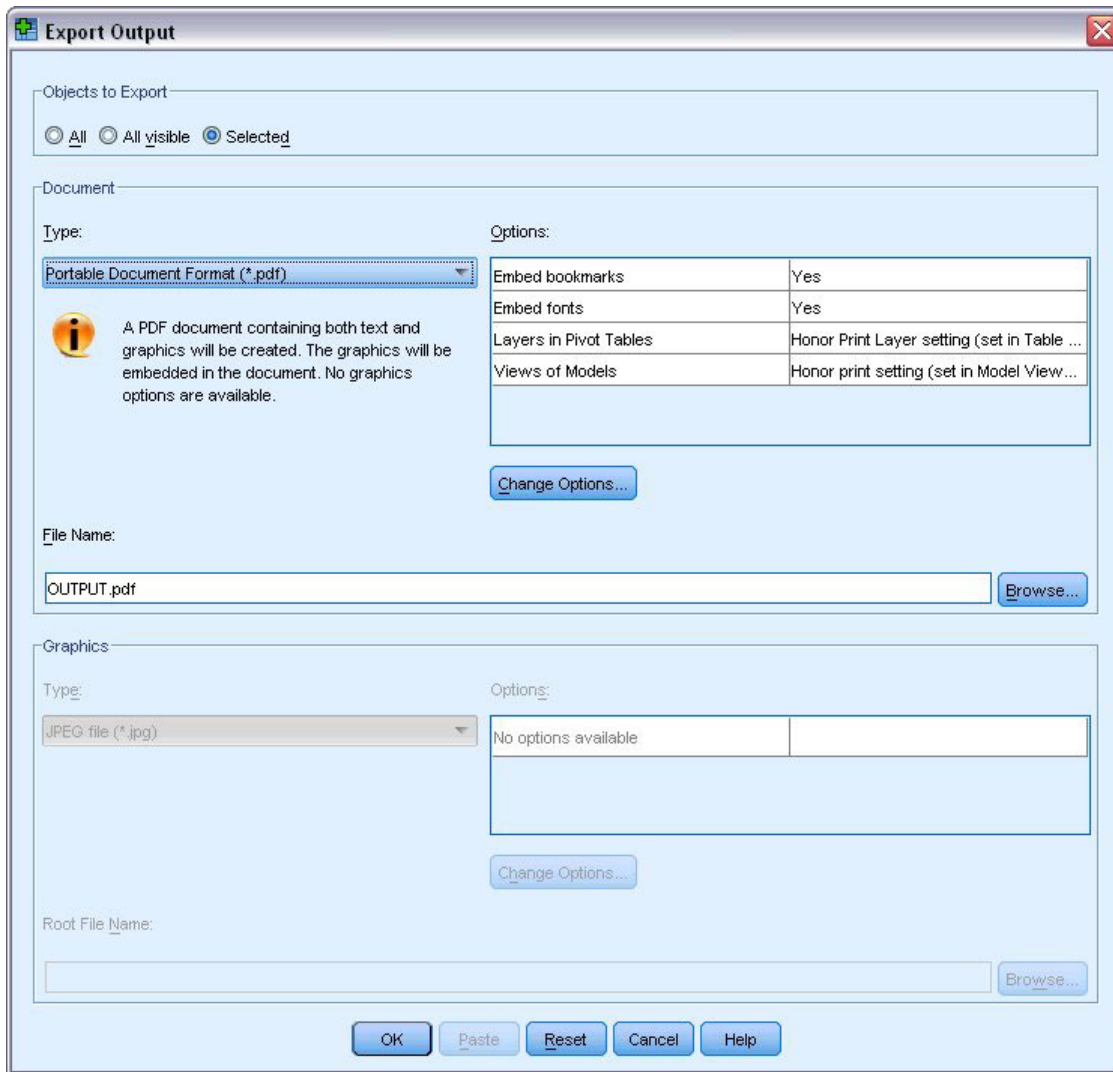 Export Output
Objects to Export
All All visible Selected
Document
Type:
Options:
Portable Document Format (*.pdf)
A PDF document containing both text and
graphics will be created. The graphics will be
embedded in the document. No graphics
options are available.
Embed bookmarks Yes
Embed fonts Yes
Layers in Pivot Tables Honor Print Layer setting (set in Table ...
Views of Models Honor print setting (set in Model View...
Change Options...
File Name:
OUTPUT.pdf
Browse...
Graphics
Type:
Options:
JPEG file (*.jpg)
No options available
Change Options...
Root File Name:
Browse...
OK Paste Reset Cancel Help